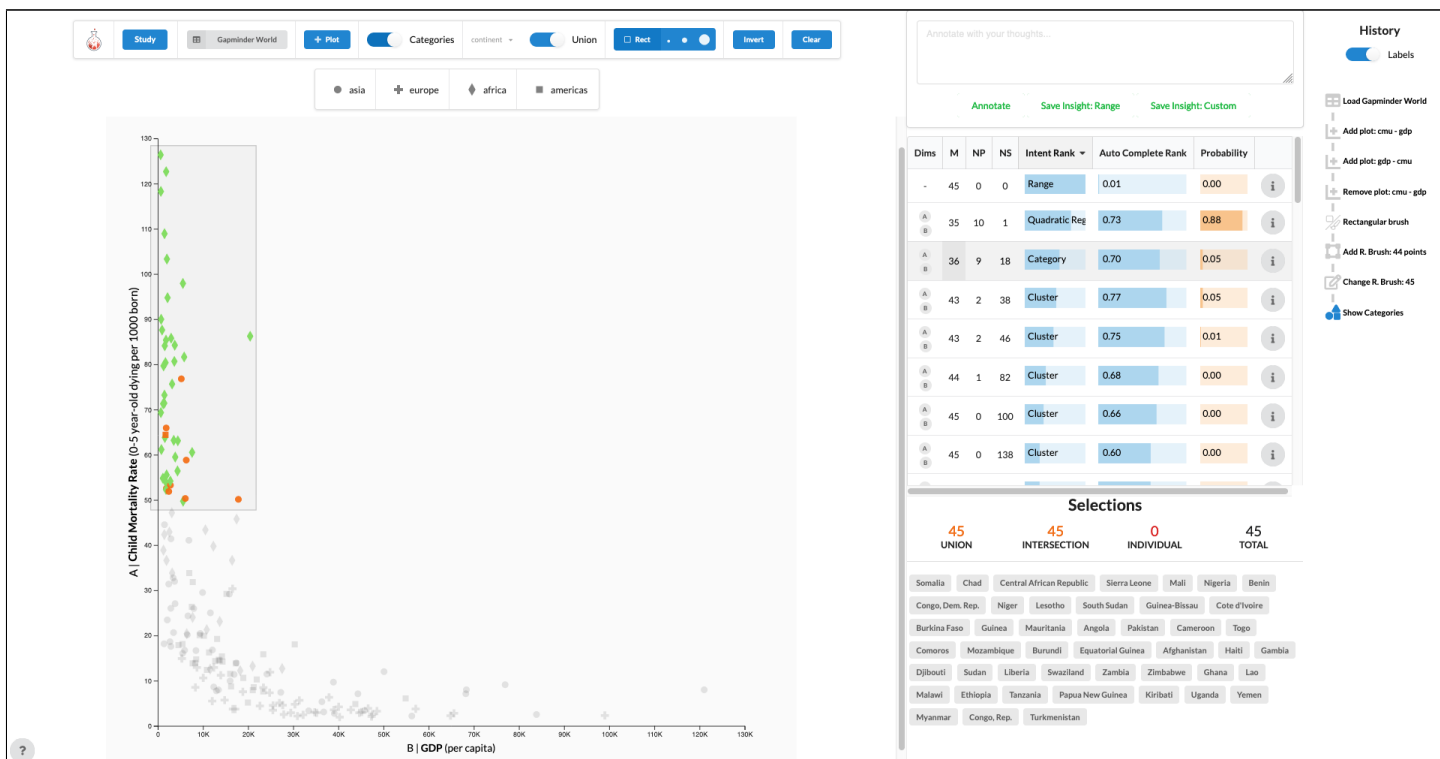 Study
Gapminder World
+ Plot
Categories
continent
Union
Rect
Invert
Clear
asia
europe
africa
americas
130
120
110
100
90
80
70
60
50
40
30
20
10
0
A | Child Mortality Rate (0-5 year-old dying per 1000 born)
0
10K
20K
30K
40K
50K
60K
70K
80K
90K
100K
110K
120K
130K
B | GDP (per capita)
?
Annotate with your thoughts...
Annotate
Save Insight: Range
Save Insight: Custom
Dims M NP NS Intent Rank Auto Complete Rank Probability
- 45 0 0 Range 0.01 0.00 i
A B 35 10 1 Quadratic Reg 0.73 0.88 i
A B 36 9 18 Category 0.70 0.05 i
A B 43 2 38 Cluster 0.77 0.05 i
A B 43 2 46 Cluster 0.75 0.01 i
A B 44 1 82 Cluster 0.68 0.00 i
A B 45 0 100 Cluster 0.66 0.00 i
A B 45 0 138 Cluster 0.60 0.00 i
Selections
45 45 0 45
UNION INTERSECTION INDIVIDUAL TOTAL
Somalia Chad Central African Republic Sierra Leone Mali Nigeria Benin
Congo, Dem. Rep. Niger Lesotho South Sudan Guinea-Bissau Cote d'Ivoire
Burkina Faso Guinea Mauritania Angola Pakistan Cameroon Togo
Comoros Mozambique Burundi Equatorial Guinea Afghanistan Haiti Gambia
Djibouti Sudan Liberia Swaziland Zambia Zimbabwe Ghana Lao
Malawi Ethiopia Tanzania Papua New Guinea Kiribati Uganda Yemen
Myanmar Congo, Rep. Turkmenistan
History
Labels
Load Gapminder World
Add plot: cmu - gdp
Add plot: gdp - cmu
Remove plot: cmu - gdp
Rectangular brush
Add R. Brush: 44 points
Change R. Brush: 45
Show Categories